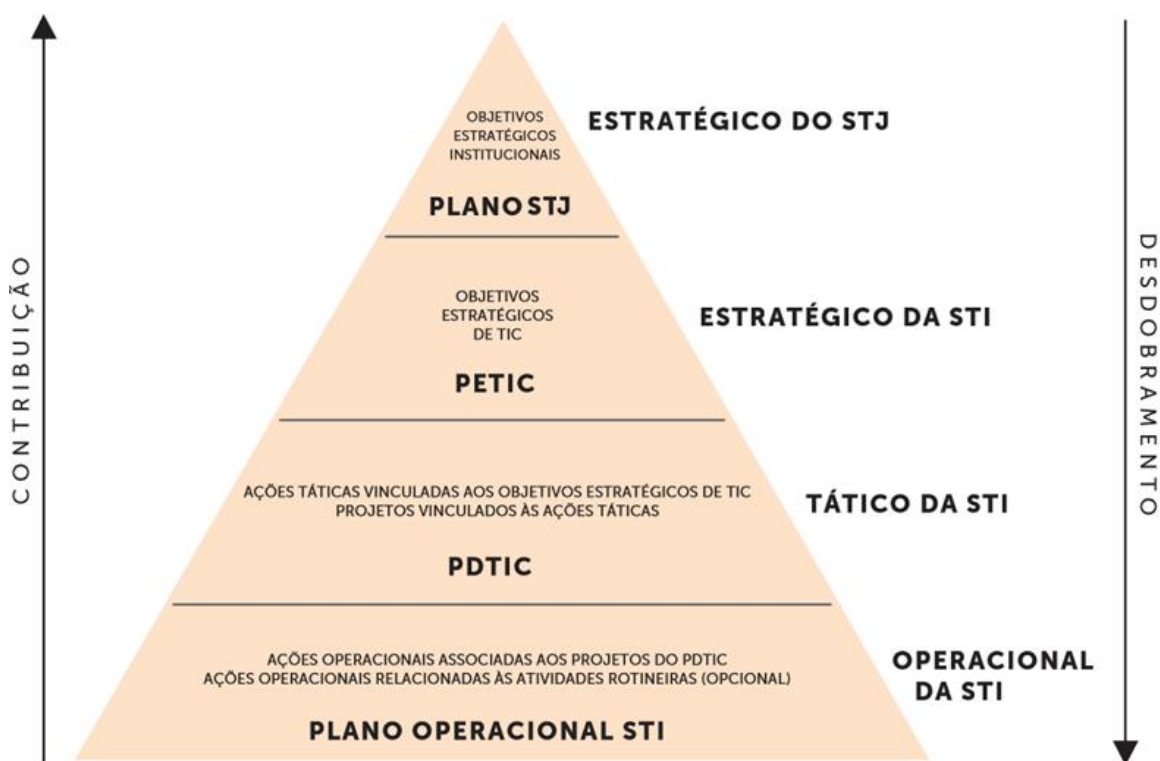 OBJETIVOS
ESTRATÉGICOS
INSTITUCIONAIS
PLANO STJ
ESTRATÉGICO DO STJ
OBJETIVOS
ESTRATÉGICOS
DE TIC
PETIC
ESTRATÉGICO DA STI
AÇÕES TÁTICAS VINCULADAS AOS OBJETIVOS ESTRATÉGICOS DE TIC
PROJETOS VINCULADOS ÀS AÇÕES TÁTICAS
PDTIC
TÁTICO DA STI
AÇÕES OPERACIONAIS ASSOCIADAS AOS PROJETOS DO PDTIC
AÇÕES OPERACIONAIS RELACIONADAS ÀS ATIVIDADES ROTINEIRAS (OPCIONAL)
PLANO OPERACIONAL STI
OPERACIONAL
DA STI
CONTRIBUIÇÃO
DESDOBRAMENTO